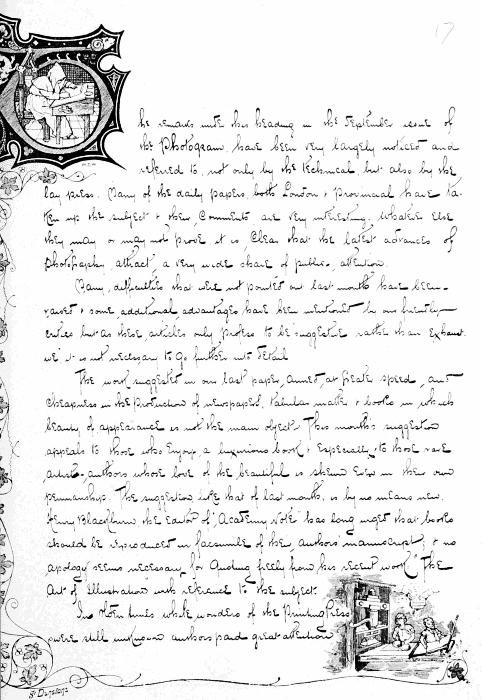 17
The remarks under this heading in the September issue of
the Photogram, have been very largely noticed and
referred to, not only by the technical but also by the
lay press. Many of the daily papers, both London & Provincial have ta-
ken up the subject & their Comments are very interesting. Whatever else
they may or may not prove it is Clear that the latest advances of
Photography attract, a very wide share of public attention.
Many difficulties that were not pointed out last month have been
raised & some additional advantages have been mentioned by our friendly
critics but as these articles only profess to be suggestive rather than exhaust-
ive it is not necessary to go further into detail
The work suggested in our last paper, aimed, at greater speed, and
cheapness in the Production of newspapers, tabular matter & books in which
beauty of appearance is not the main object. This month's suggestion
appeals to those who Enjoy a luxurious book & Especially to those rare
artists-authors whose love of the beautiful is shewn Even in their own
penmanship. The suggestion like that of last month, is by no means new.
Henry Blackburn the Editor of "Academy Notes" has long urged that books
should be reproduced in facsimile of their authors' manuscript, & no
apology seems necessary for Quoting freely from his recent work "The
Art of Illustration" with reference to the subject.
In olden times while wonders of the Printing Press
were still unknown authors paid great attention